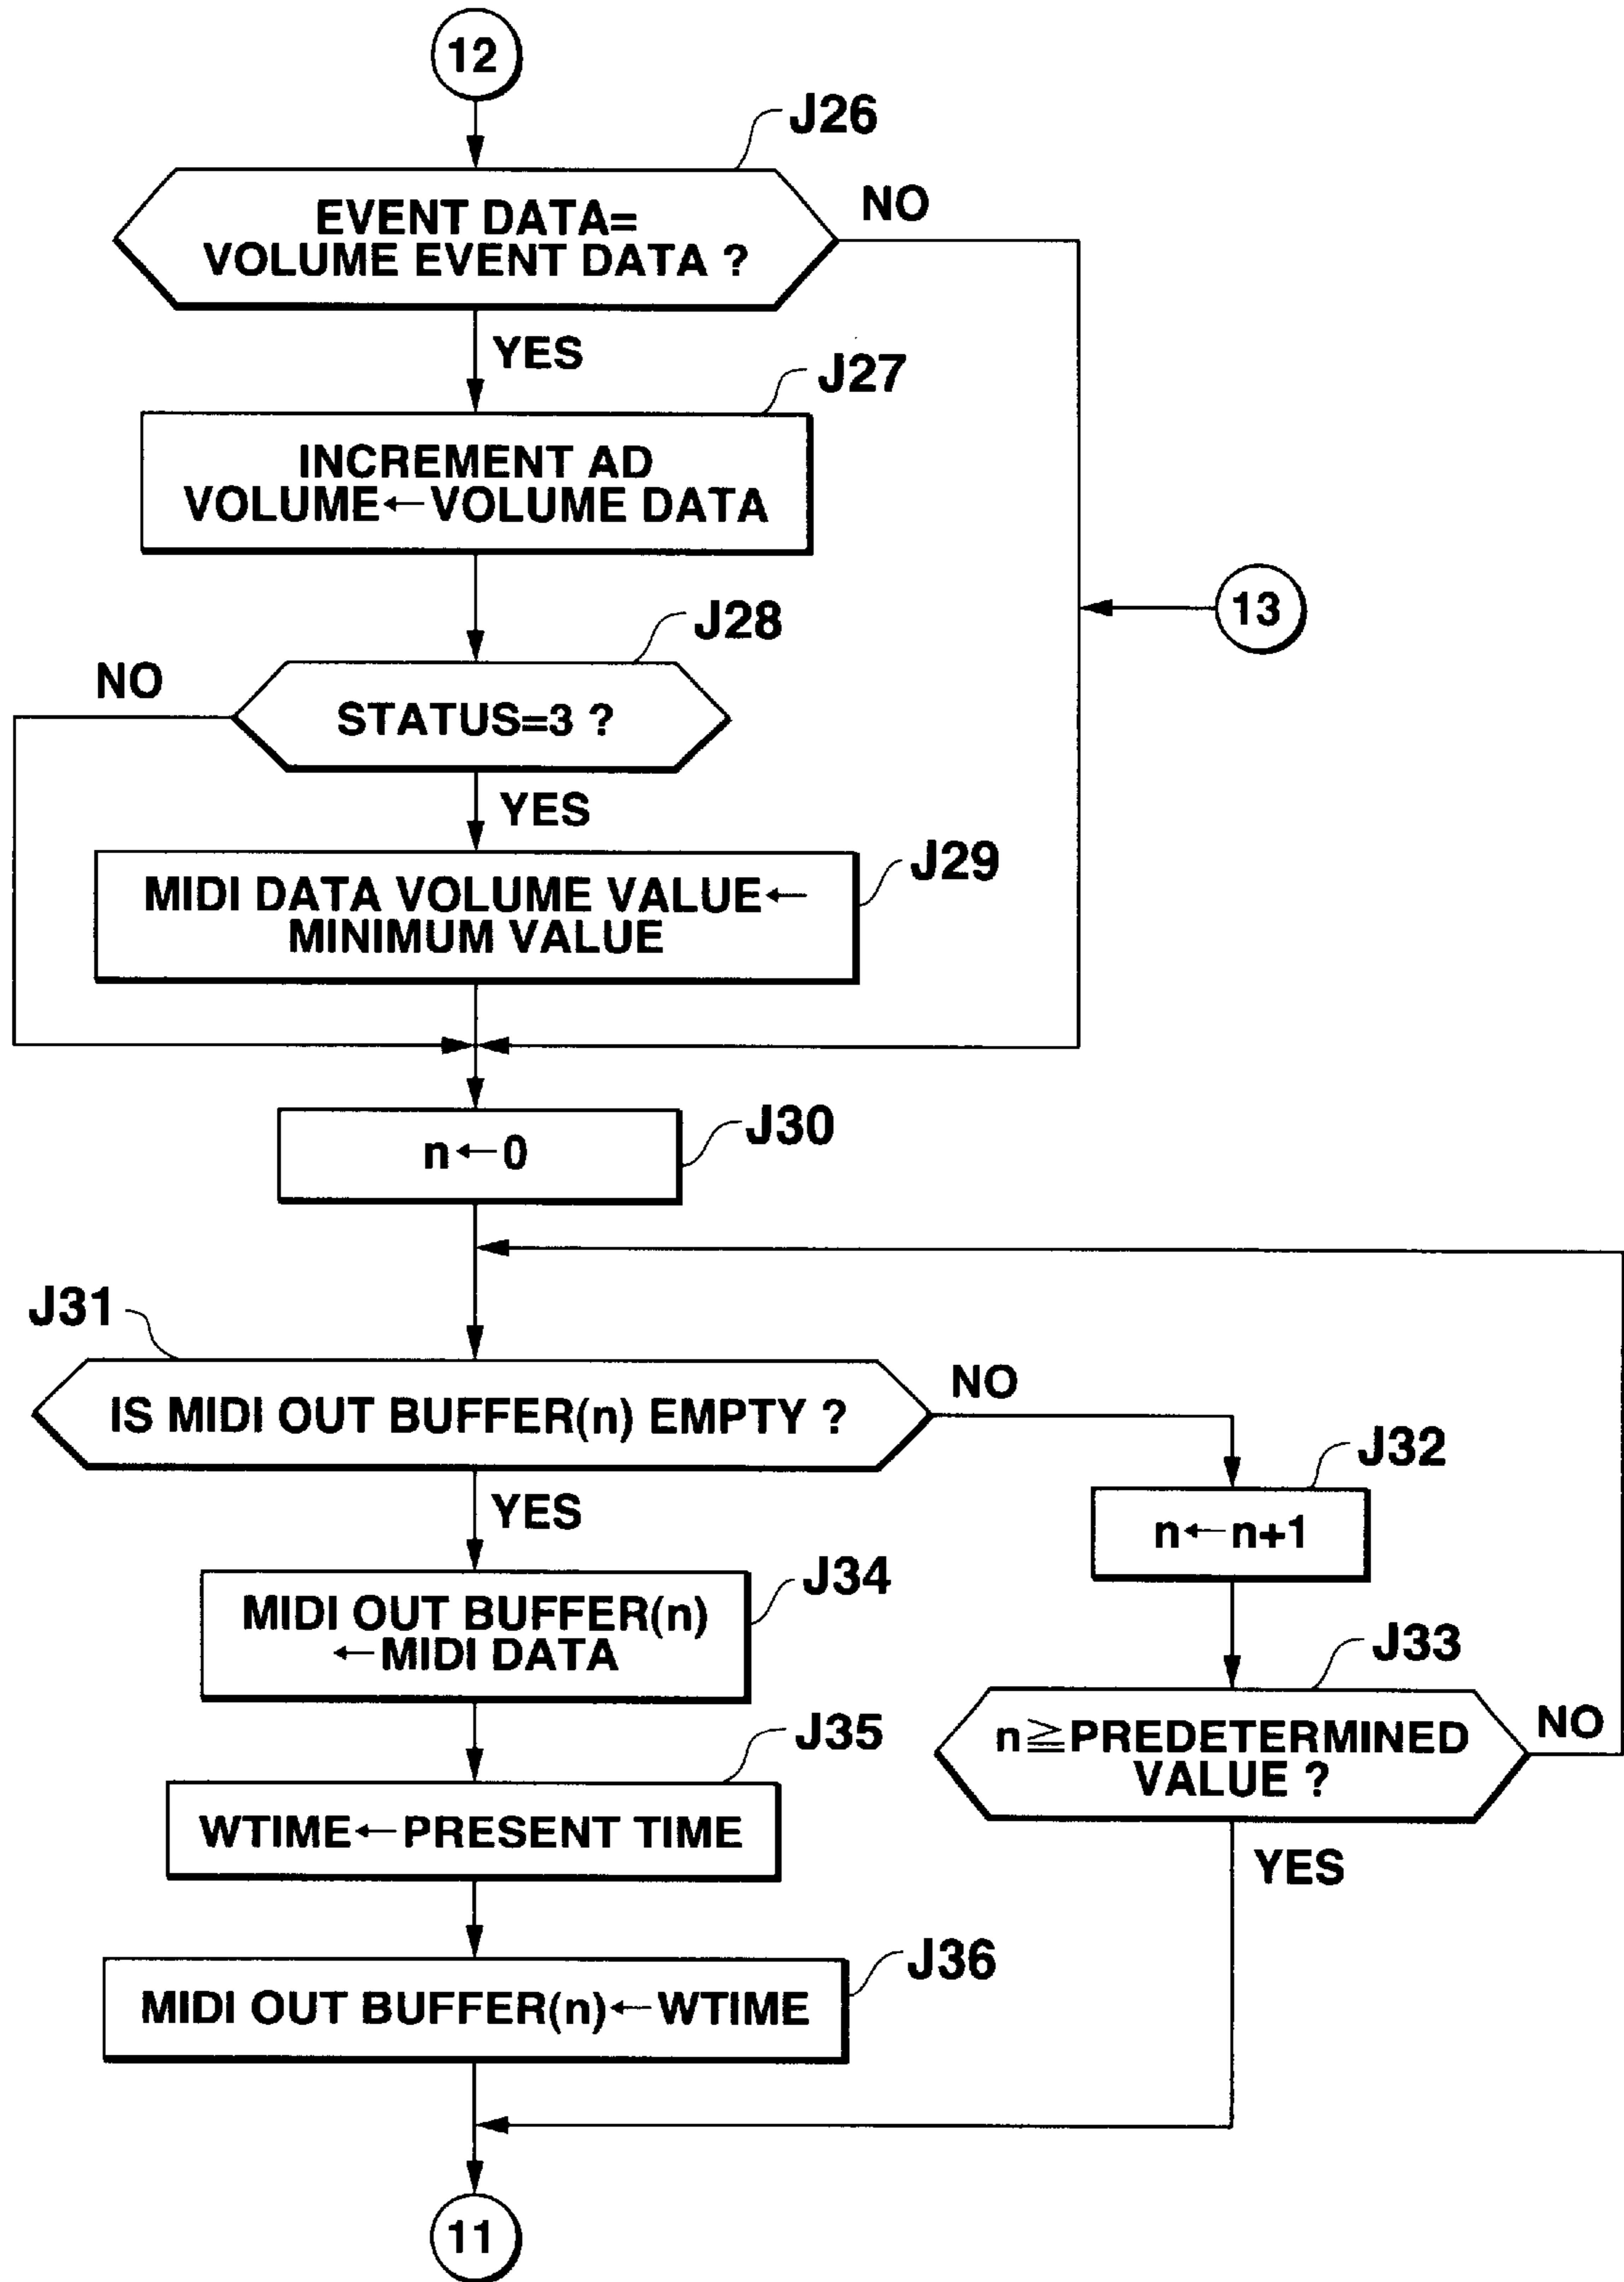 12
J26
EVENT DATA=
VOLUME EVENT DATA ?
NO
YES
J27
INCREMENT AD
VOLUME←VOLUME DATA
13
J28
NO
STATUS=3 ?
YES
J29
MIDI DATA VOLUME VALUE←
MINIMUM VALUE
J30
n←0
J31
IS MIDI OUT BUFFER(n) EMPTY ?
NO
YES
J32
n←n+1
J34
MIDI OUT BUFFER(n)
←MIDI DATA
J33
n≧PREDETERMINED
VALUE ?
NO
YES
J35
WTIME←PRESENT TIME
J36
MIDI OUT BUFFER(n)←WTIME
11